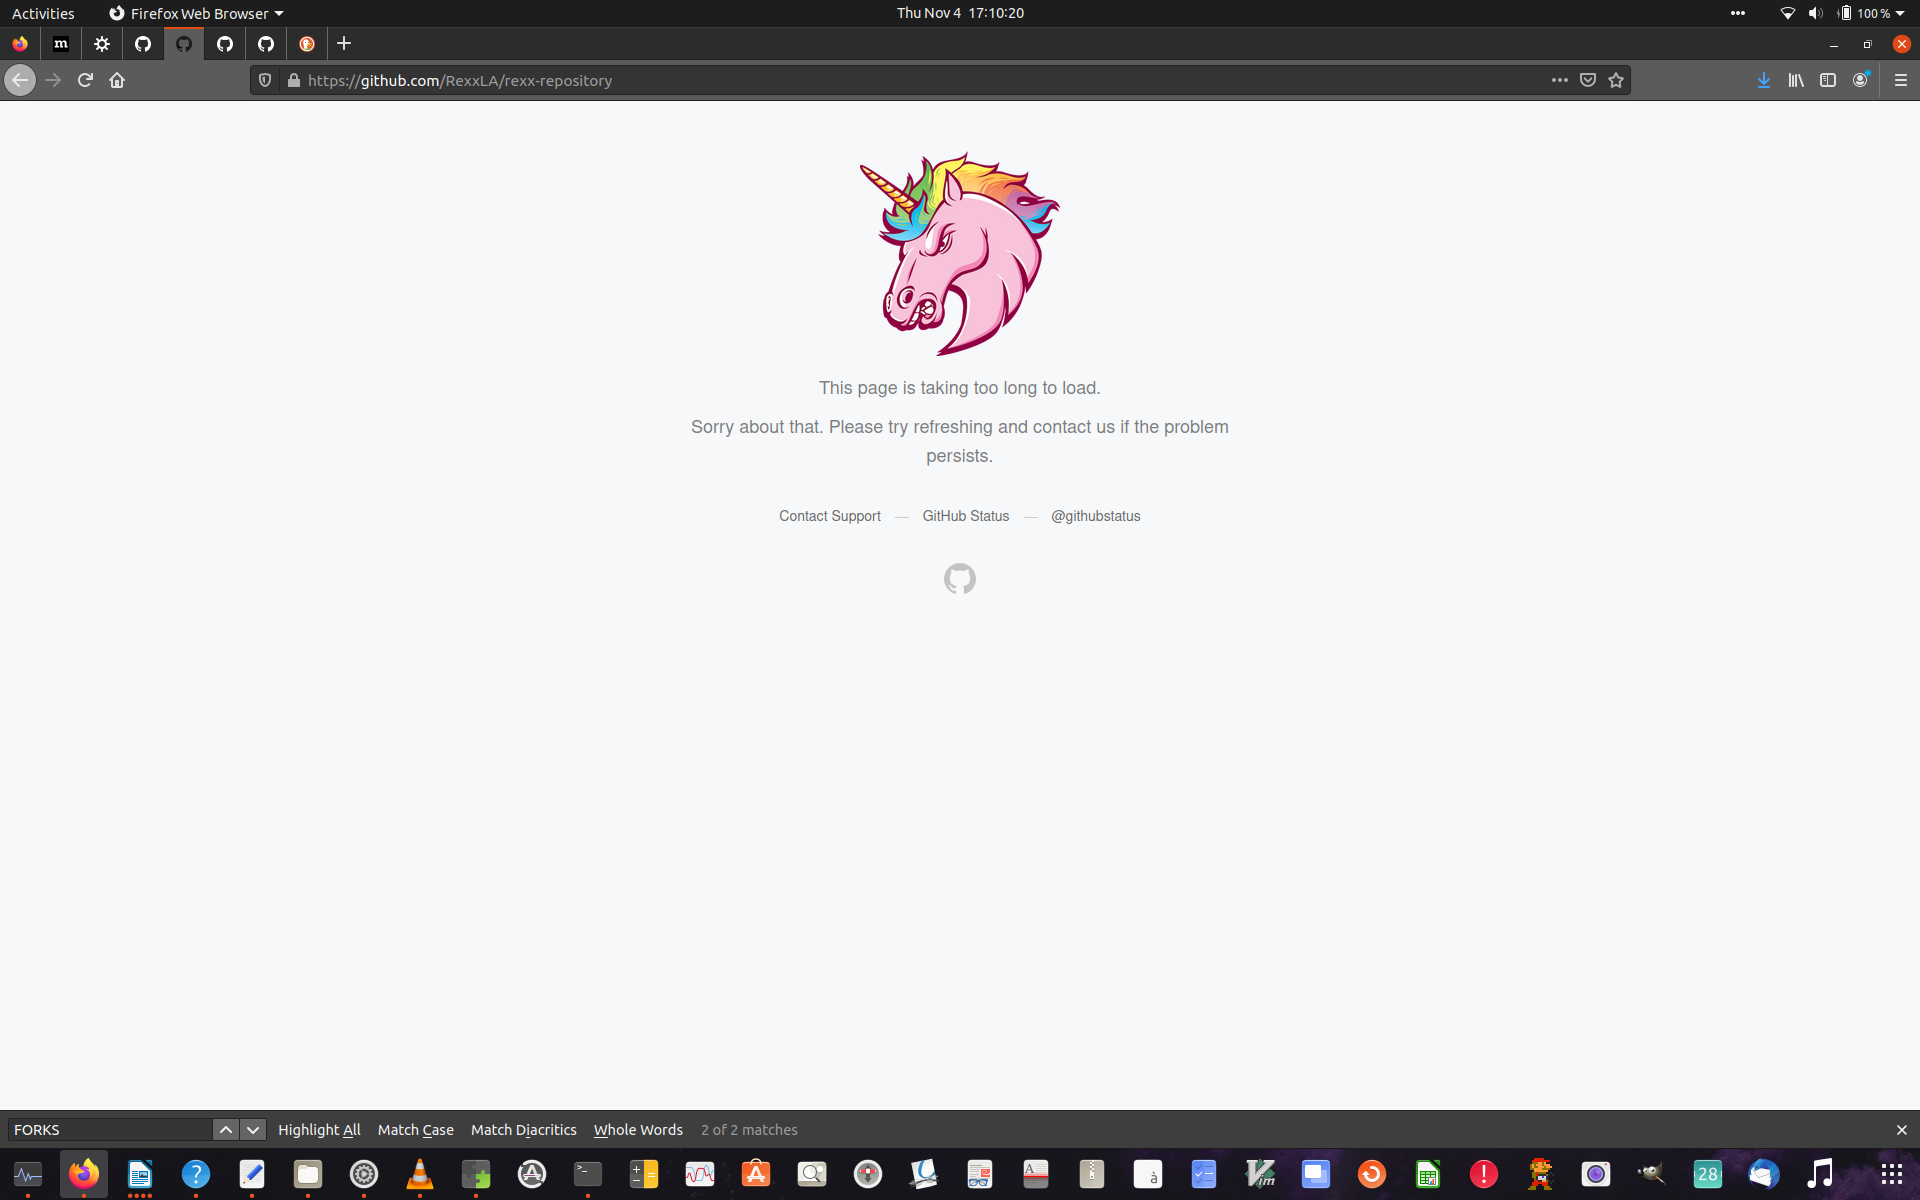 Activities
Firefox Web Browser
Thu Nov 4 17:10:20
100 %
m
https://github.com/RexxLA/rexx-repository
This page is taking too long to load.
Sorry about that. Please try refreshing and contact us if the problem
persists.
Contact Support — GitHub Status — @githubstatus
FORKS
Highlight All
Match Case
Match Diacritics
Whole Words
2 of 2 matches
?
>_
A
à
Vim
!
28